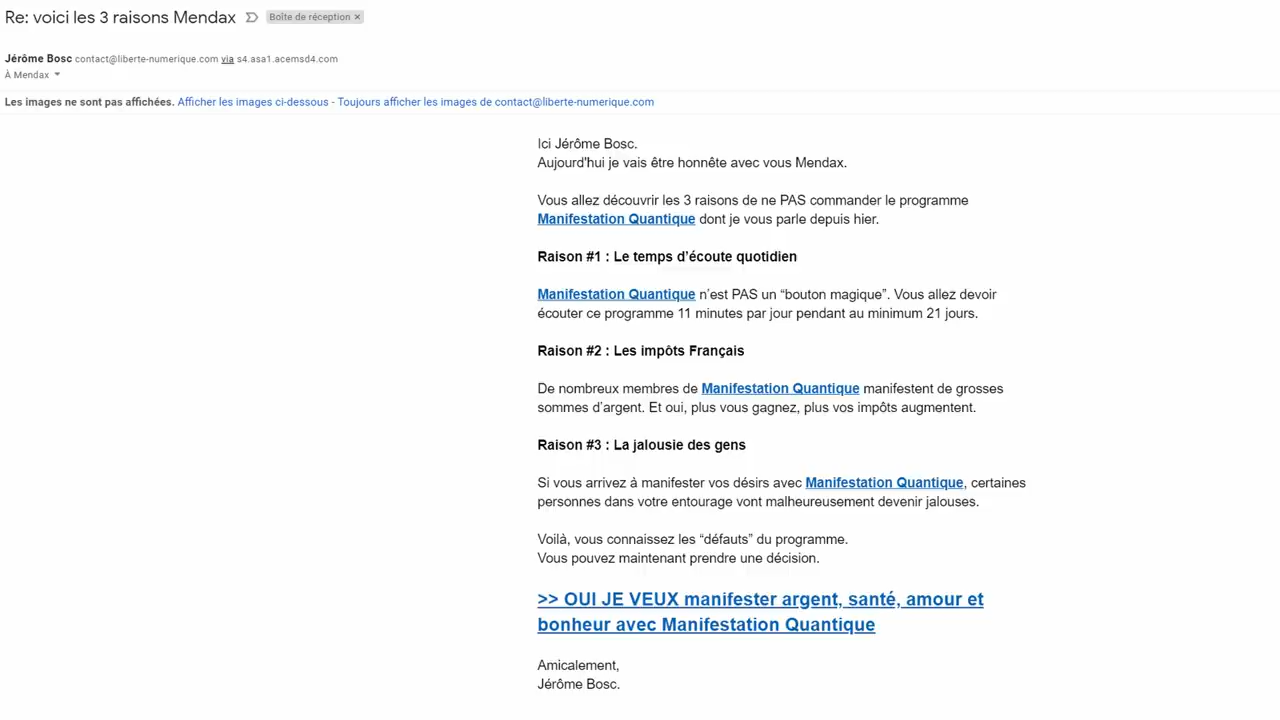 Re: voici les 3 raisons Mendax
Boîte de réception ×
Jérôme Bosc contact@liberte-numerique.com via s4.asa1.acemsd4.com
À Mendax
Les images ne sont pas affichées. Afficher les images ci-dessous - Toujours afficher les images de contact@liberte-numerique.com
Ici Jérôme Bosc.
Aujourd'hui je vais être honnête avec vous Mendax.
Vous allez découvrir les 3 raisons de ne PAS commander le programme
Manifestation Quantique dont je vous parle depuis hier.
Raison #1 : Le temps d’écoute quotidien
Manifestation Quantique n’est PAS un “bouton magique”. Vous allez devoir
écouter ce programme 11 minutes par jour pendant au minimum 21 jours.
Raison #2 : Les impôts Français
De nombreux membres de Manifestation Quantique manifestent de grosses
sommes d’argent. Et oui, plus vous gagnez, plus vos impôts augmentent.
Raison #3 : La jalousie des gens
Si vous arrivez à manifester vos désirs avec Manifestation Quantique, certaines
personnes dans votre entourage vont malheureusement devenir jalouses.
Voilà, vous connaissez les “défauts” du programme.
Vous pouvez maintenant prendre une décision.
>> OUI JE VEUX manifester argent, santé, amour et
bonheur avec Manifestation Quantique
Amicalement,
Jérôme Bosc.